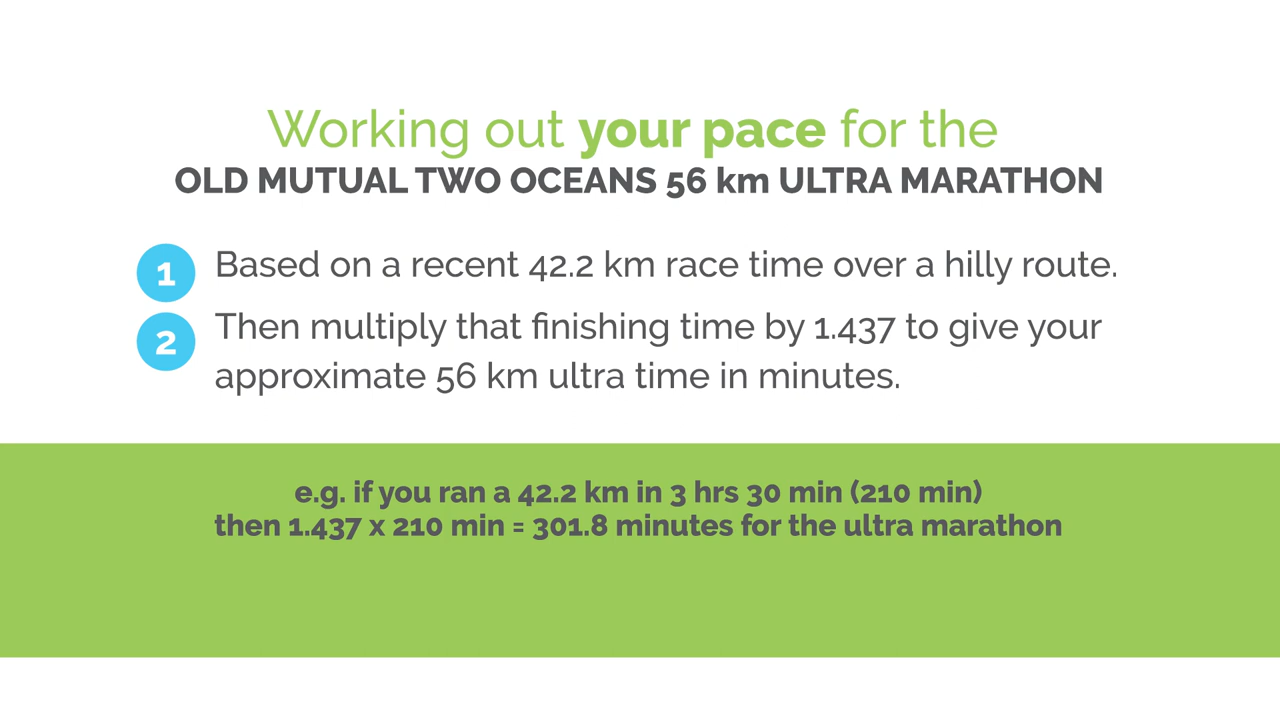 Working out your pace for the
OLD MUTUAL TWO OCEANS 56 km ULTRA MARATHON
1 Based on a recent 42.2 km race time over a hilly route.
2 Then multiply that finishing time by 1.437 to give your
approximate 56 km ultra time in minutes.
e.g. if you ran a 42.2 km in 3 hrs 30 min (210 min)
then 1.437 x 210 min = 301.8 minutes for the ultra marathon